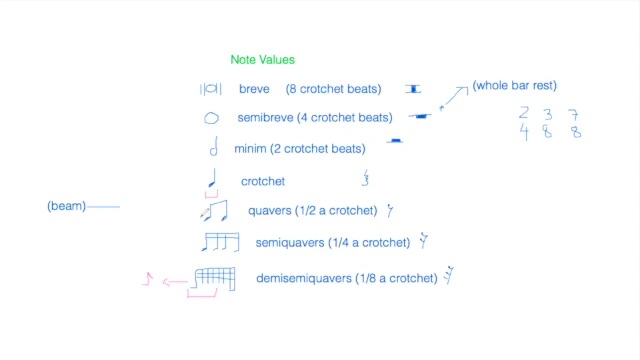 Note Values
breve (8 crotchet beats)
(whole bar rest)
semibreve (4 crotchet beats)
2 3 7
4 8 8
minim (2 crotchet beats)
crotchet
(beam)
quavers (1/2 a crotchet)
semiquavers (1/4 a crotchet)
demisemiquavers (1/8 a crotchet)